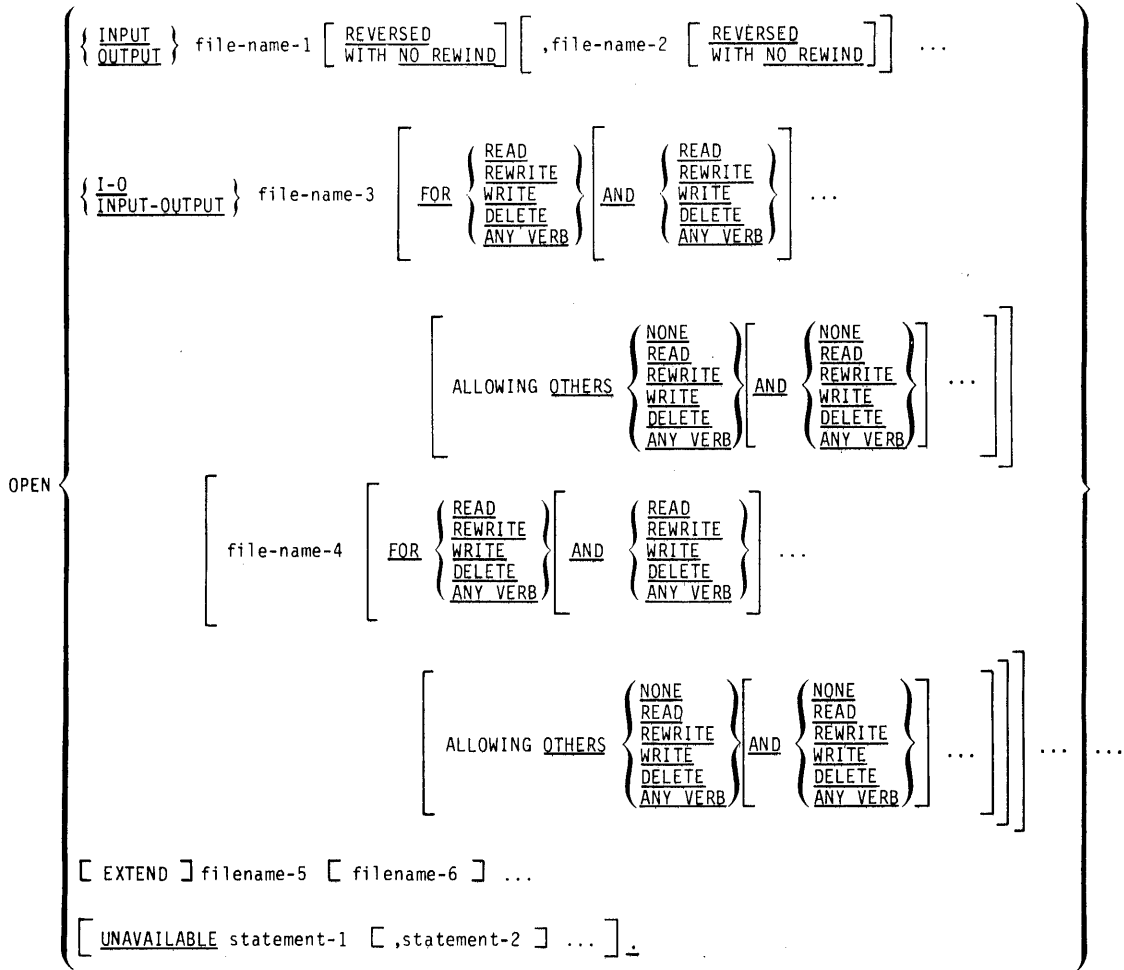 INPUT
OUTPUT
file-name-1
REVERSED
WITH NO REWIND
,file-name-2
REVERSED
WITH NO REWIND
...
I-O
INPUT-OUTPUT
file-name-3
FOR
READ
REWRITE
WRITE
DELETE
ANY VERB
AND
READ
REWRITE
WRITE
DELETE
ANY VERB
...
ALLOWING OTHERS
NONE
READ
REWRITE
WRITE
DELETE
ANY VERB
AND
NONE
READ
REWRITE
WRITE
DELETE
ANY VERB
...
OPEN
file-name-4
FOR
READ
REWRITE
WRITE
DELETE
ANY VERB
AND
READ
REWRITE
WRITE
DELETE
ANY VERB
...
ALLOWING OTHERS
NONE
READ
REWRITE
WRITE
DELETE
ANY VERB
AND
NONE
READ
REWRITE
WRITE
DELETE
ANY VERB
...
... ...
[ EXTEND ] filename-5 [ filename-6 ] ...
[ UNAVAILABLE statement-1 [ ,statement-2 ] ... ] .